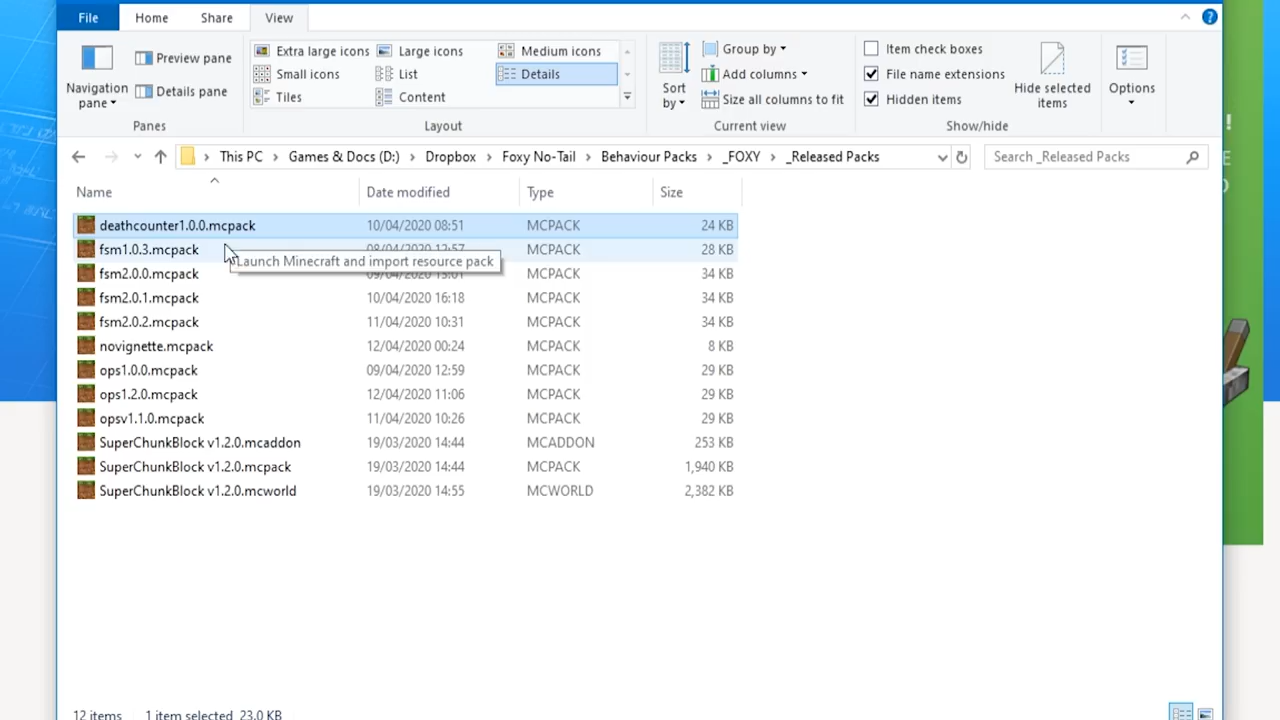 File Home Share View
Preview pane
Details pane
Navigation pane
Panes
Extra large icons Large icons Medium icons
Small icons List Details
Tiles Content
Layout
Sort by
Group by
Add columns
Size all columns to fit
Current view
Item check boxes
File name extensions
Hidden items
Hide selected items
Show/hide
Options
!
E
This PC > Games & Docs (D:) > Dropbox > Foxy No-Tail > Behaviour Packs > _FOXY > _Released Packs
Search _Released Packs
Name Date modified Type Size
deathcounter1.0.0.mcpack 10/04/2020 08:51 MCPACK 24 KB
fsm1.0.3.mcpack MCPACK 28 KB
Launch Minecraft and import resource pack
fsm2.0.0.mcpack MCPACK 34 KB
fsm2.0.1.mcpack 10/04/2020 16:18 MCPACK 34 KB
fsm2.0.2.mcpack 11/04/2020 10:31 MCPACK 34 KB
novignette.mcpack 12/04/2020 00:24 MCPACK 8 KB
ops1.0.0.mcpack 09/04/2020 12:59 MCPACK 29 KB
ops1.2.0.mcpack 12/04/2020 11:06 MCPACK 29 KB
opsv1.1.0.mcpack 11/04/2020 10:26 MCPACK 29 KB
SuperChunkBlock v1.2.0.mcaddon 19/03/2020 14:44 MCADDON 253 KB
SuperChunkBlock v1.2.0.mcpack 19/03/2020 14:44 MCPACK 1,940 KB
SuperChunkBlock v1.2.0.mcworld 19/03/2020 14:55 MCWORLD 2,382 KB
12 items 1 item selected 23.0 KB